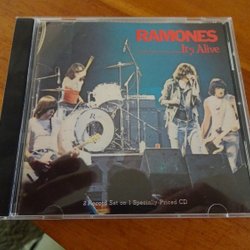 RAMONES
It's Alive
2 Record Set on 1 Specially-Priced CD